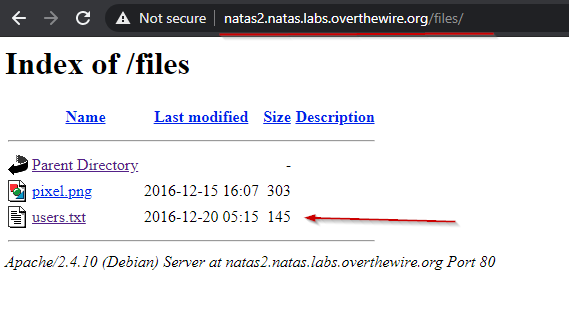 Not secure | natas2.natas.labs.overthewire.org/files/
Index of /files
Name Last modified Size Description
Parent Directory -
pixel.png 2016-12-15 16:07 303
users.txt 2016-12-20 05:15 145
Apache/2.4.10 (Debian) Server at natas2.natas.labs.overthewire.org Port 80